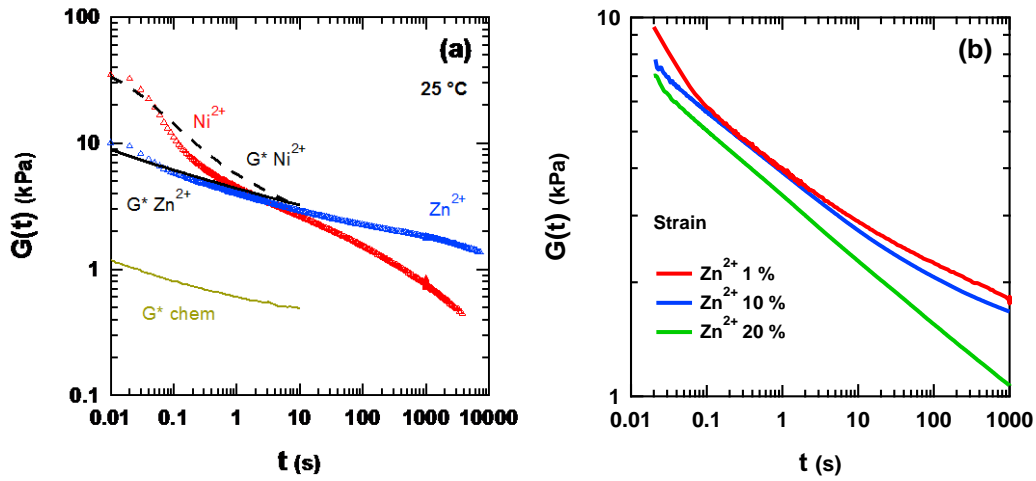 100
10
1
0.1
G(t) (kPa)
(a)
25 °C
Ni²⁺
G* Ni²⁺
G* Zn²⁺
Zn²⁺
G* chem
0.01 0.1 1 10 100 1000 10000
t (s)
10
1
G(t) (kPa)
(b)
Strain
Zn²⁺ 1 %
Zn²⁺ 10 %
Zn²⁺ 20 %
0.01 0.1 1 10 100 1000
t (s)